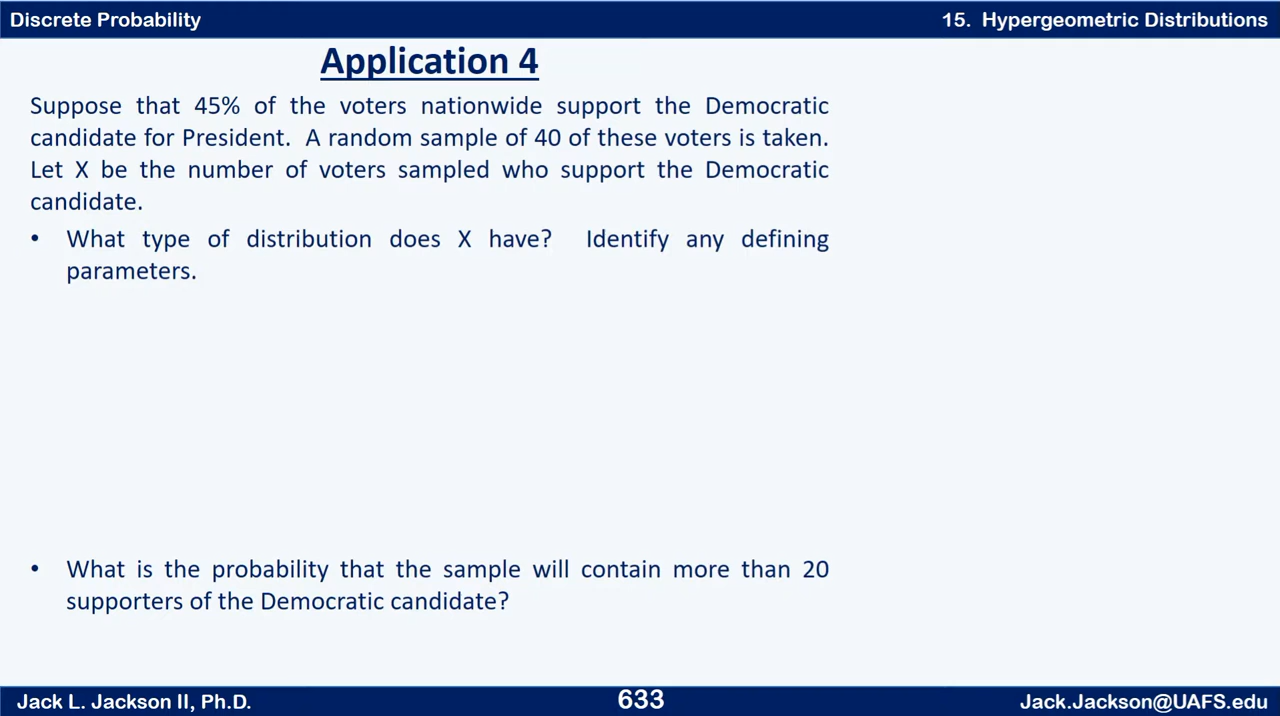 Discrete Probability
15. Hypergeometric Distributions
Application 4
Suppose that 45% of the voters nationwide support the Democratic
candidate for President. A random sample of 40 of these voters is taken.
Let X be the number of voters sampled who support the Democratic
candidate.
• What type of distribution does X have? Identify any defining
parameters.
• What is the probability that the sample will contain more than 20
supporters of the Democratic candidate?
Jack L. Jackson II, Ph.D.
633
Jack.Jackson@UAFS.edu